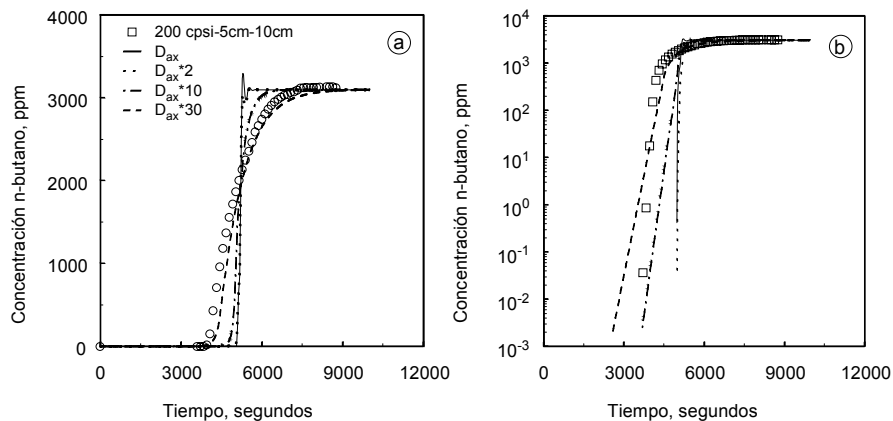 200 cpsi-5cm-10cm
D_ax
D_ax*2
D_ax*10
D_ax*30
a
Concentración n-butano, ppm
4000
3000
2000
1000
0
0 3000 6000 9000 12000
Tiempo, segundos
b
Concentración n-butano, ppm
10^4
10^3
10^2
10^1
10^0
10^-1
10^-2
10^-3
0 3000 6000 9000 12000
Tiempo, segundos